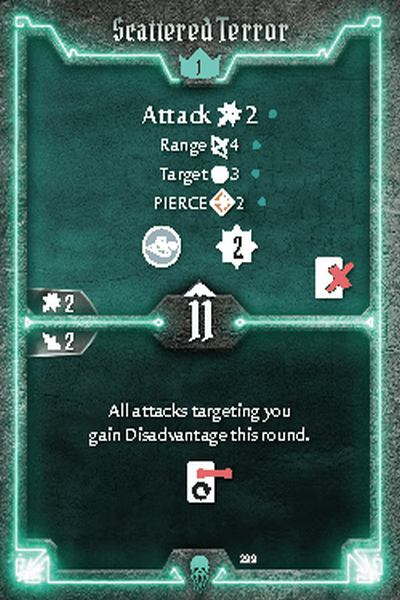 Scattered Terror
1
Attack 2
Range 4
Target 3
PIERCE 2
2
2
11
2
All attacks targeting you
gain Disadvantage this round.
299